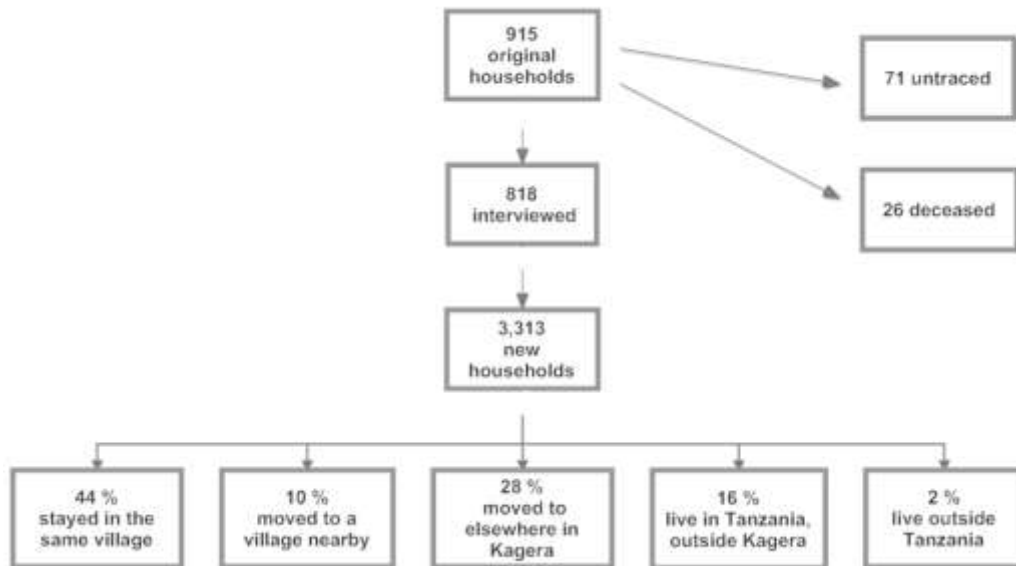 915
original
households
71 untraced
818
interviewed
26 deceased
3,313
new
households
44 %
stayed in the
same village
10 %
moved to a
village nearby
28 %
moved to
elsewhere in
Kagera
16 %
live in Tanzania,
outside Kagera
2 %
live outside
Tanzania